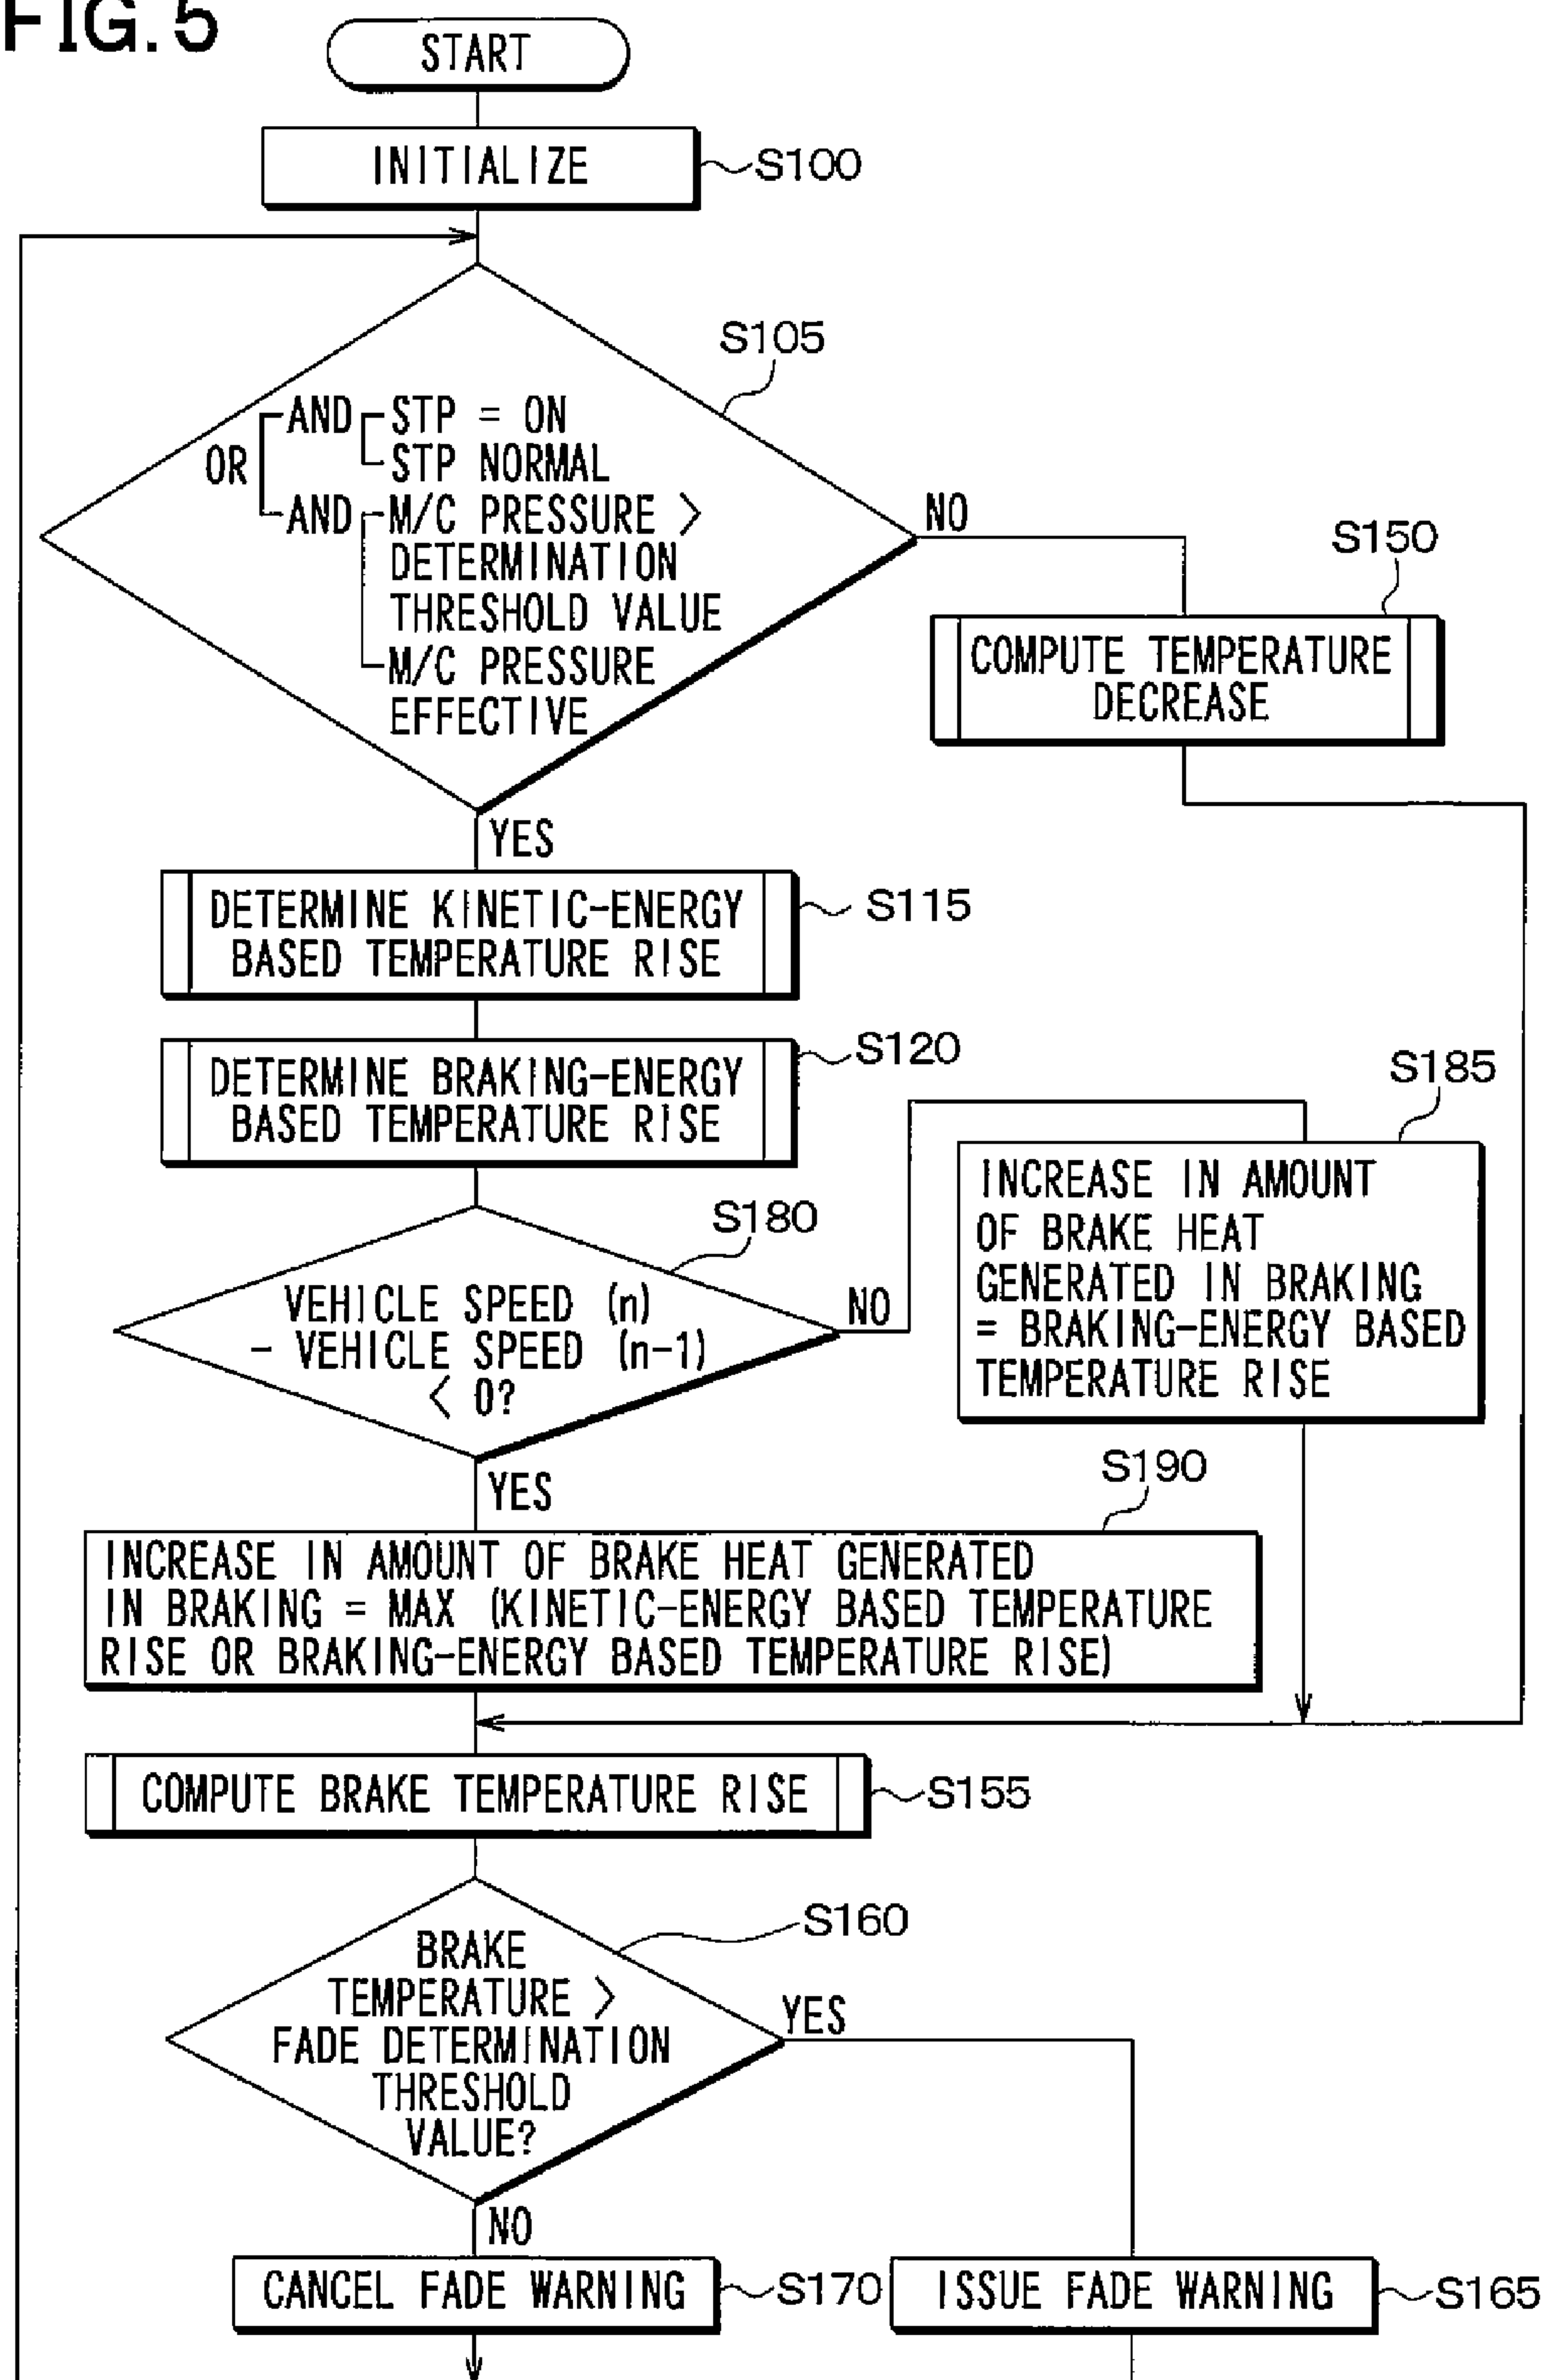 FIG. 5
START
INITIALIZE
S100
S105
OR
AND
STP = ON
STP NORMAL
AND
M/C PRESSURE >
DETERMINATION
THRESHOLD VALUE
M/C PRESSURE
EFFECTIVE
NO
YES
S150
COMPUTE TEMPERATURE
DECREASE
DETERMINE KINETIC-ENERGY
BASED TEMPERATURE RISE
S115
DETERMINE BRAKING-ENERGY
BASED TEMPERATURE RISE
S120
S180
VEHICLE SPEED (n)
- VEHICLE SPEED (n-1)
< 0?
NO
YES
S185
INCREASE IN AMOUNT
OF BRAKE HEAT
GENERATED IN BRAKING
= BRAKING-ENERGY BASED
TEMPERATURE RISE
S190
INCREASE IN AMOUNT OF BRAKE HEAT GENERATED
IN BRAKING = MAX (KINETIC-ENERGY BASED TEMPERATURE
RISE OR BRAKING-ENERGY BASED TEMPERATURE RISE)
COMPUTE BRAKE TEMPERATURE RISE
S155
S160
BRAKE
TEMPERATURE >
FADE DETERMINATION
THRESHOLD
VALUE?
YES
NO
CANCEL FADE WARNING
S170
ISSUE FADE WARNING
S165